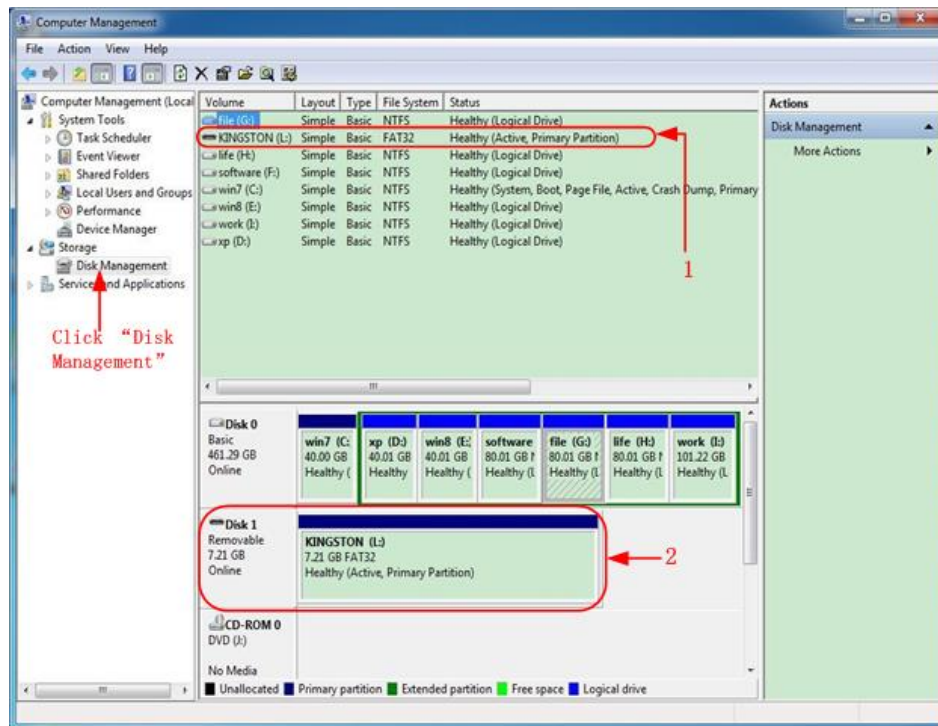 Computer Management
File Action View Help
Computer Management (Local
System Tools
Task Scheduler
Event Viewer
Shared Folders
Local Users and Groups
Performance
Device Manager
Storage
Disk Management
Services and Applications
Click “Disk
Management”
Volume Layout Type File System Status
file (G:) Simple Basic NTFS Healthy (Logical Drive)
KINGSTON (L:) Simple Basic FAT32 Healthy (Active, Primary Partition)
life (H:) Simple Basic NTFS Healthy (Logical Drive)
software (F:) Simple Basic NTFS Healthy (Logical Drive)
win7 (C:) Simple Basic NTFS Healthy (System, Boot, Page File, Active, Crash Dump, Primary
win8 (E:) Simple Basic NTFS Healthy (Logical Drive)
work (I:) Simple Basic NTFS Healthy (Logical Drive)
xp (D:) Simple Basic NTFS Healthy (Logical Drive)
1
Disk 0
Basic
461.29 GB
Online
win7 (C: xp (D:) win8 (E: software file (G:) life (H:) work (I:)
40.00 GB 40.01 GB 40.01 GB 80.01 GB 80.01 GB 80.01 GB 101.22 GB
Healthy ( Healthy Healthy ( Healthy (L Healthy (L Healthy (L Healthy (L
Disk 1
Removable
7.21 GB
Online
KINGSTON (L:)
7.21 GB FAT32
Healthy (Active, Primary Partition)
2
CD-ROM 0
DVD (J:)
No Media
Unallocated Primary partition Extended partition Free space Logical drive
Actions
Disk Management
More Actions